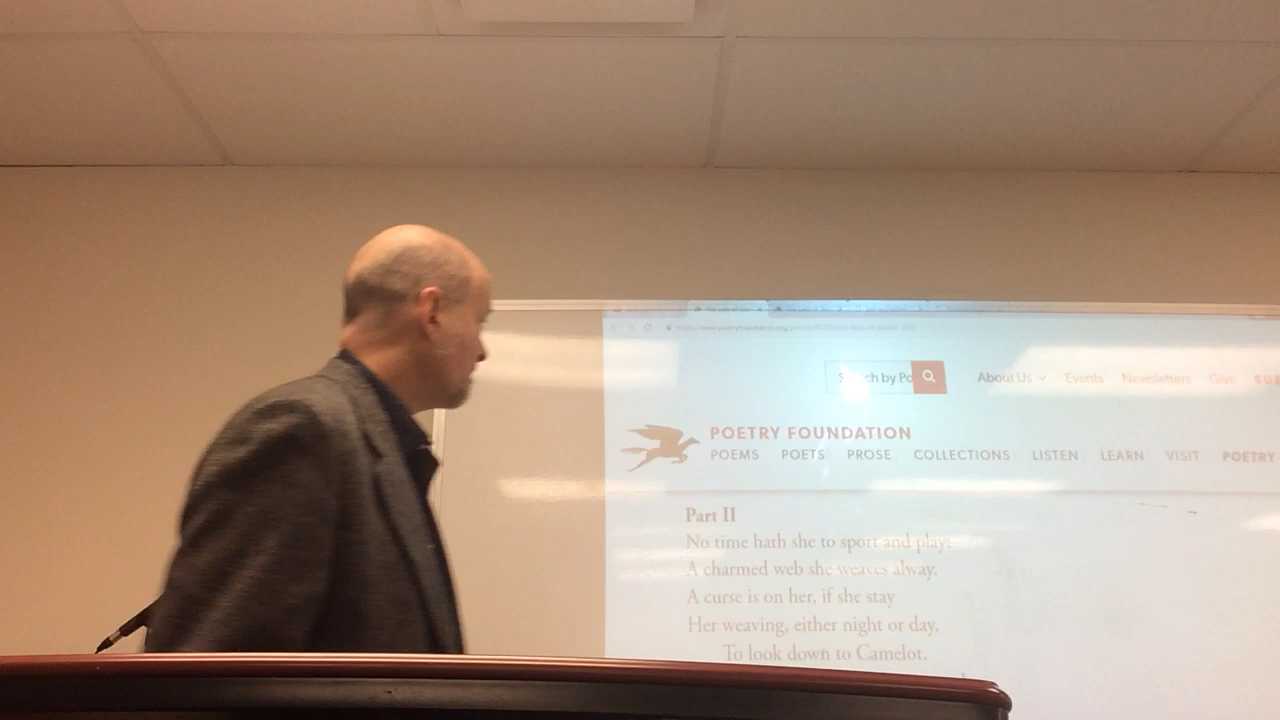 About Us
Events
Newsletters
Give
POETRY FOUNDATION
POEMS POETS PROSE COLLECTIONS LISTEN LEARN VISIT POETRY
Part II
No time hath she to sport and play:
A charmed web she weaves alway.
A curse is on her, if she stay
Her weaving, either night or day,
To look down to Camelot.